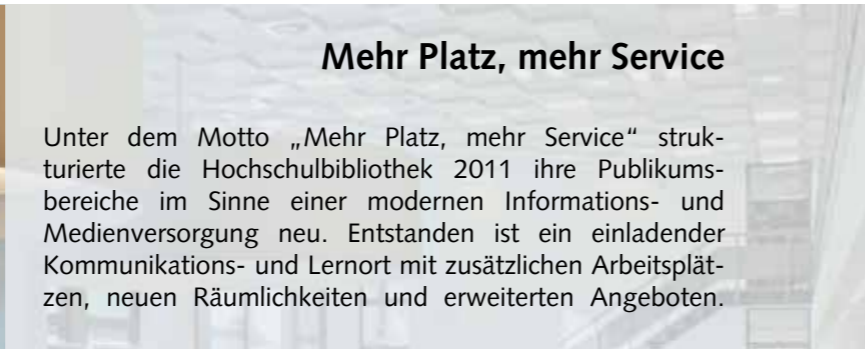 Mehr Platz, mehr Service
Unter dem Motto „Mehr Platz, mehr Service“ struk-
turierte die Hochschulbibliothek 2011 ihre Publikums-
bereiche im Sinne einer modernen Informations- und
Medienversorgung neu. Entstanden ist ein einladender
Kommunikations- und Lernort mit zusätzlichen Arbeitsplät-
zen, neuen Räumlichkeiten und erweiterten Angeboten.